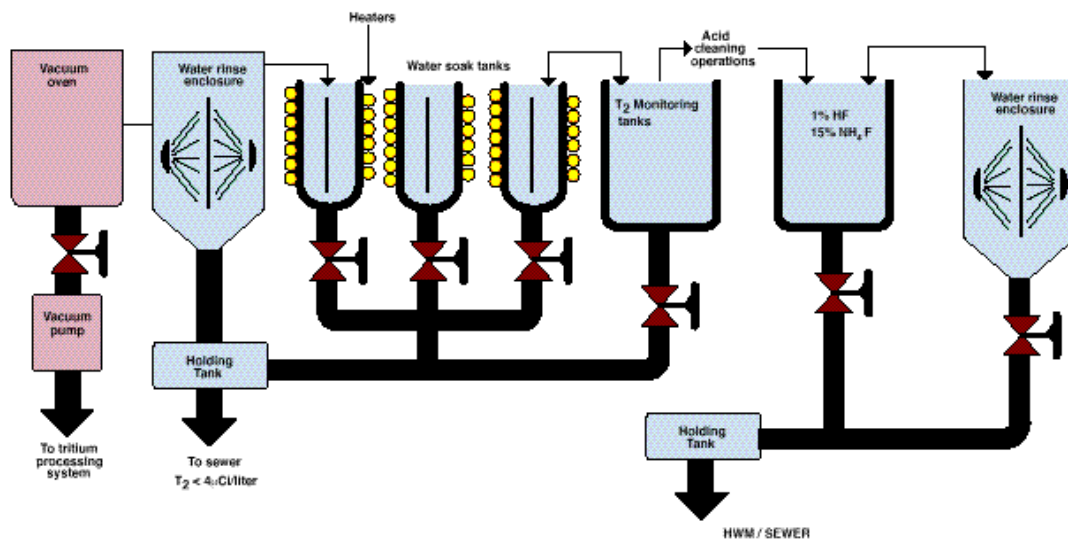 Heaters
Vacuum
oven
Water rinse
enclosure
Water soak tanks
Acid
cleaning
operations
T2 Monitoring
tanks
1% HF
15% NH4 F
Water rinse
enclosure
Vacuum
pump
Holding
Tank
To tritium
processing
system
To sewer
T2 < 4µCi/liter
Holding
Tank
HWM / SEWER